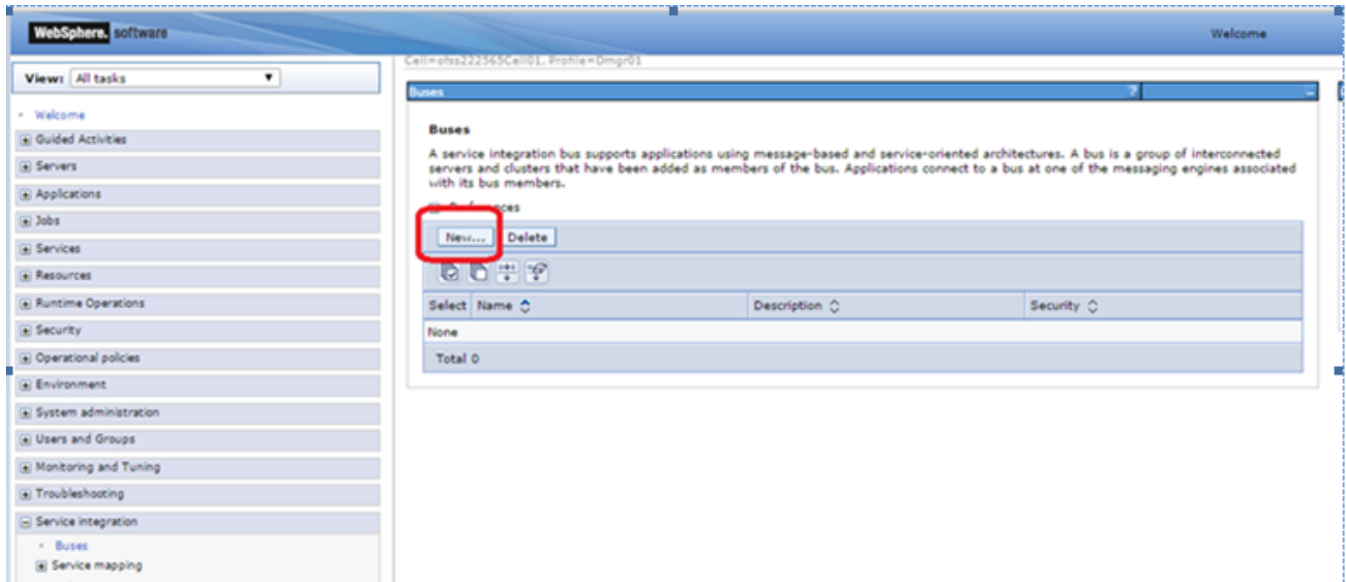 WebSphere. software
Welcome
View: All tasks
Cell=ofss222565Cell01, Profile=Dmgr01
Buses ?
Welcome
Guided Activities
Servers
Applications
Jobs
Services
Resources
Runtime Operations
Security
Operational policies
Environment
System administration
Users and Groups
Monitoring and Tuning
Troubleshooting
Service integration
Buses
Service mapping
Buses
A service integration bus supports applications using message-based and service-oriented architectures. A bus is a group of interconnected
servers and clusters that have been added as members of the bus. Applications connect to a bus at one of the messaging engines associated
with its bus members.
Preferences
New... Delete
Select Name Description Security
None
Total 0